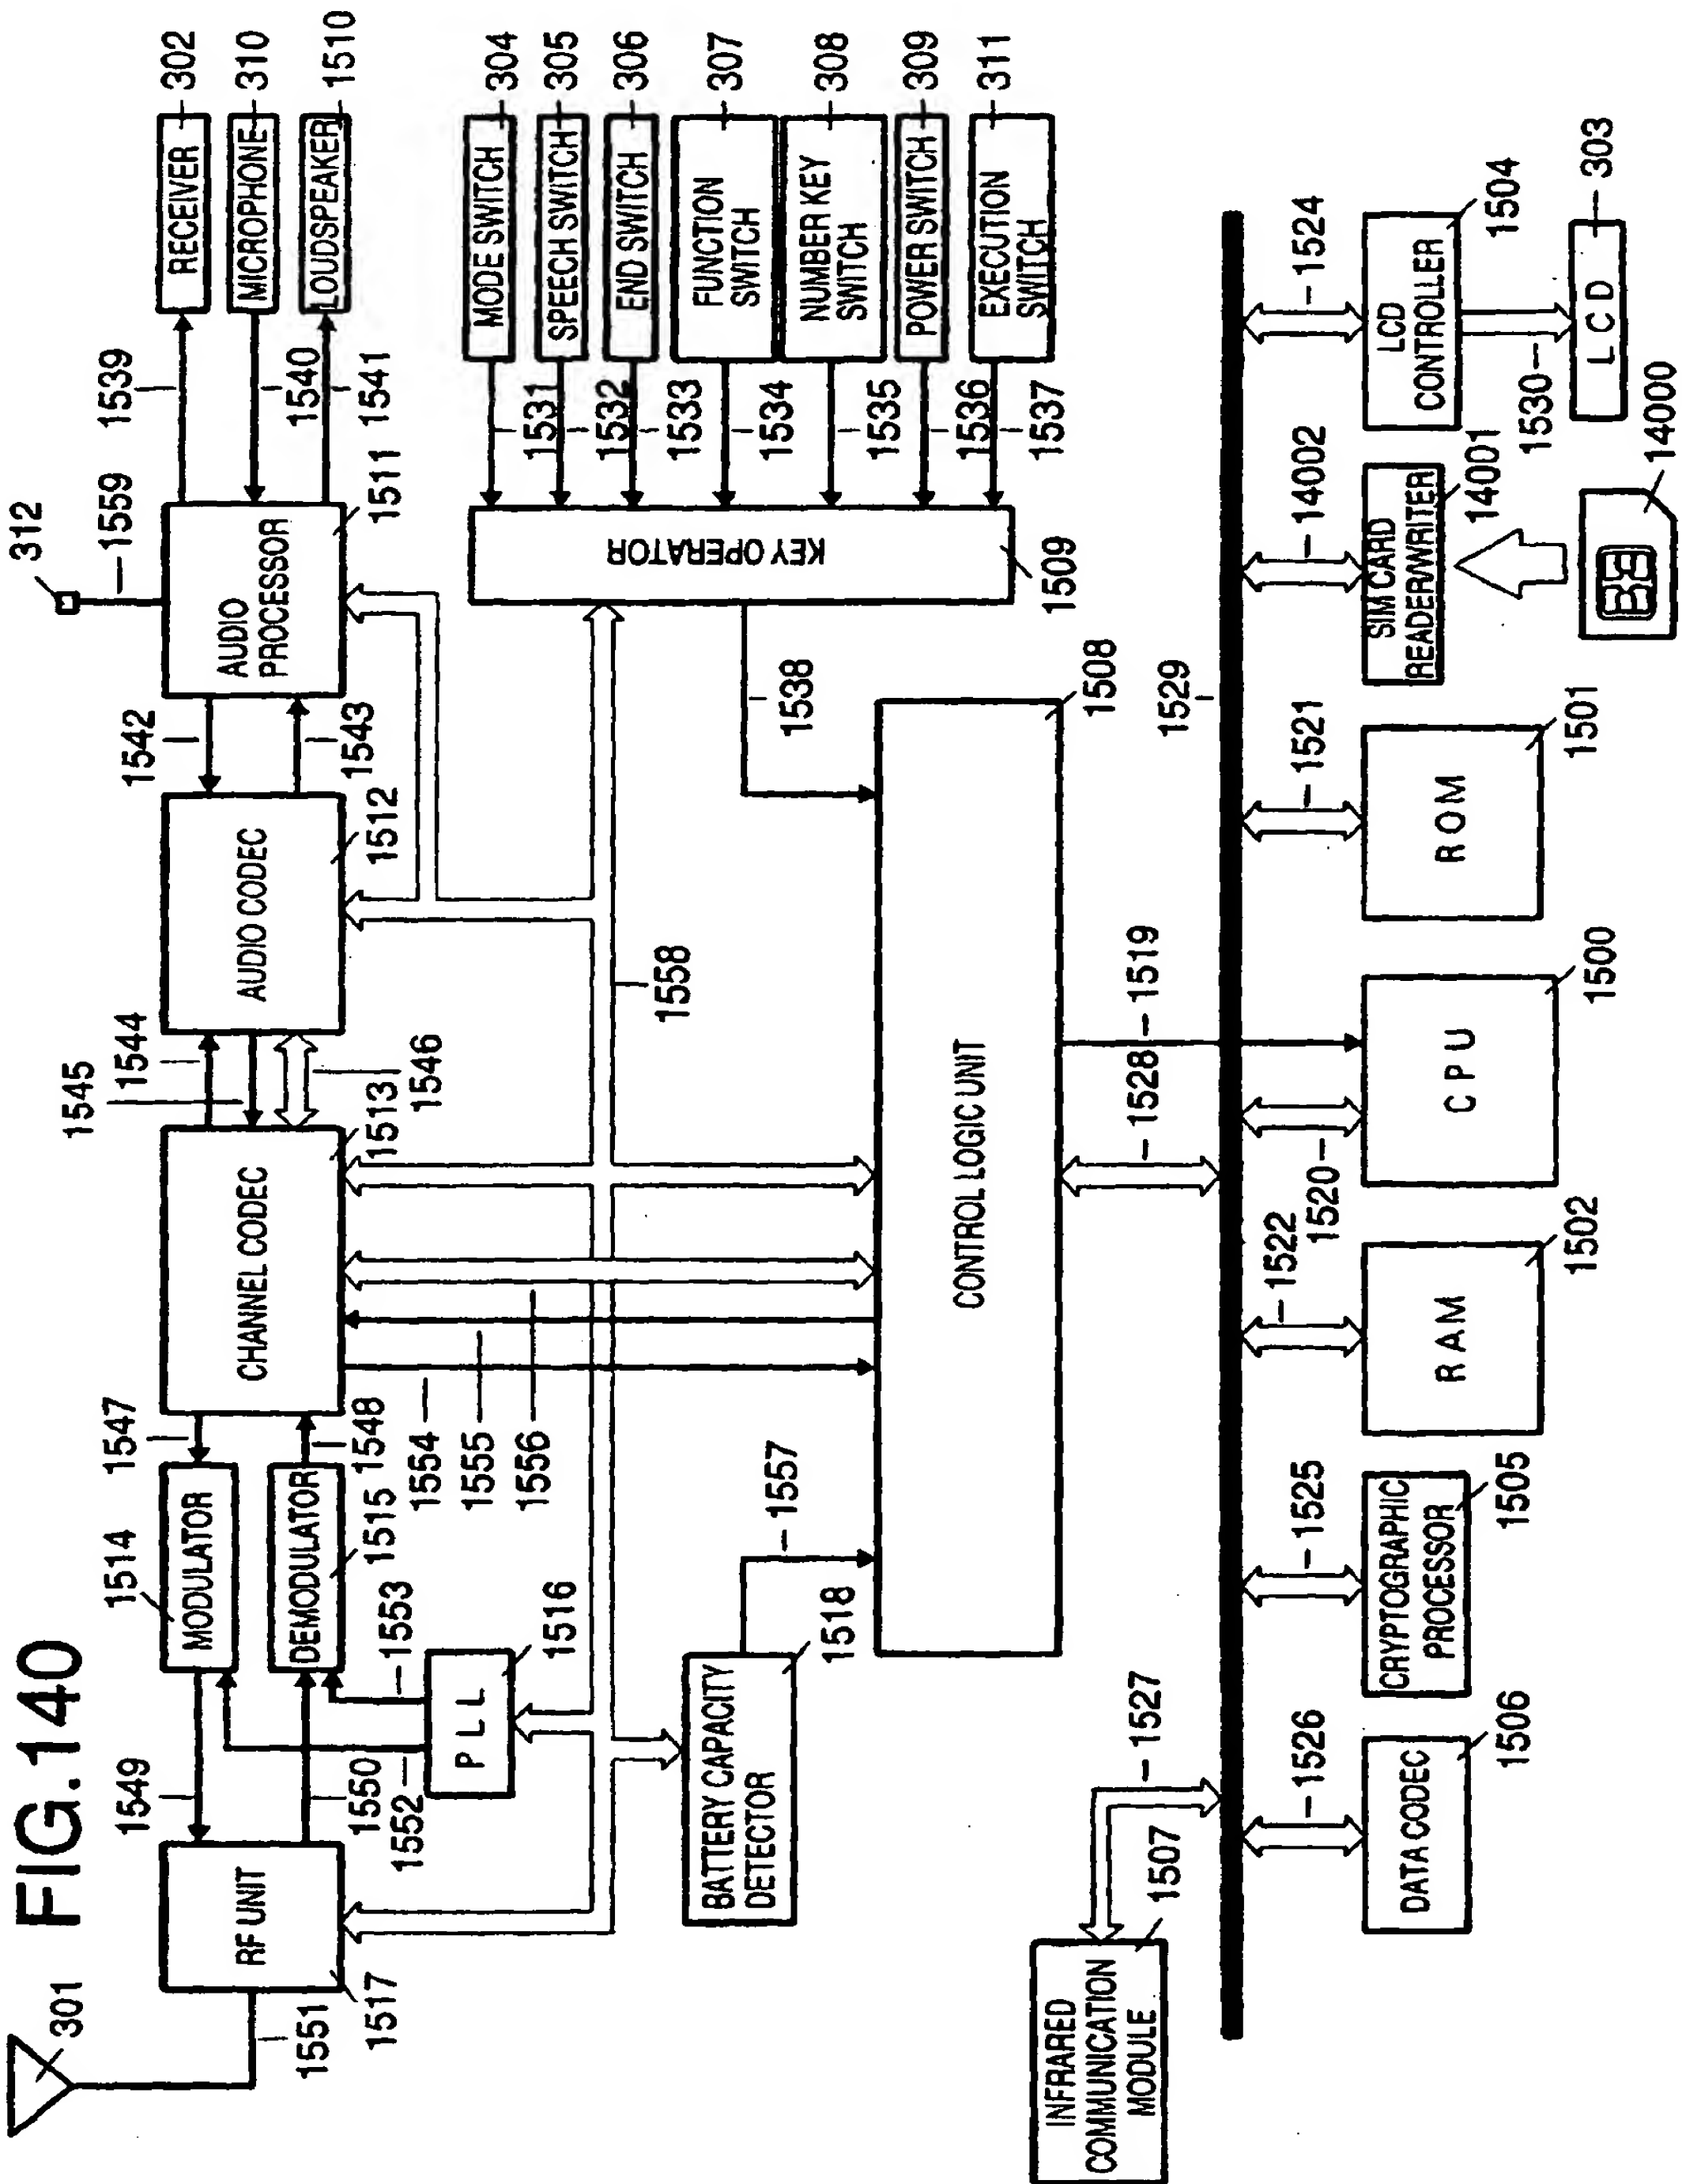 FIG.140
301
1551
RF UNIT
1517
1549
1550
1552
1514
MODULATOR
DEMODULATOR
1515
1553
PLL
1516
1547
1548
CHANNEL CODEC
1513
1545
1544
1546
AUDIO CODEC
1512
1542
1543
AUDIO
PROCESSOR
1511
312
1559
1539
1540
1541
RECEIVER
302
MICROPHONE
310
LOUDSPEAKER
1510
MODE SWITCH
304
SPEECH SWITCH
305
END SWITCH
306
FUNCTION
SWITCH
307
NUMBER KEY
SWITCH
308
POWER SWITCH
309
EXECUTION
SWITCH
311
1531
1532
1533
1534
1535
1536
1537
KEY OPERATOR
1509
1538
1558
1554
1555
1556
BATTERY CAPACITY
DETECTOR
1518
1557
CONTROL LOGIC UNIT
1508
1528
1519
1529
INFRARED
COMMUNICATION
MODULE
1507
1527
1526
DATA CODEC
1506
1525
CRYPTOGRAPHIC
PROCESSOR
1505
1522
RAM
1502
1520
CPU
1500
1521
ROM
1501
14002
SIM CARD
READER/WRITER
14001
14000
1524
LCD
CONTROLLER
1504
1530
LCD
303